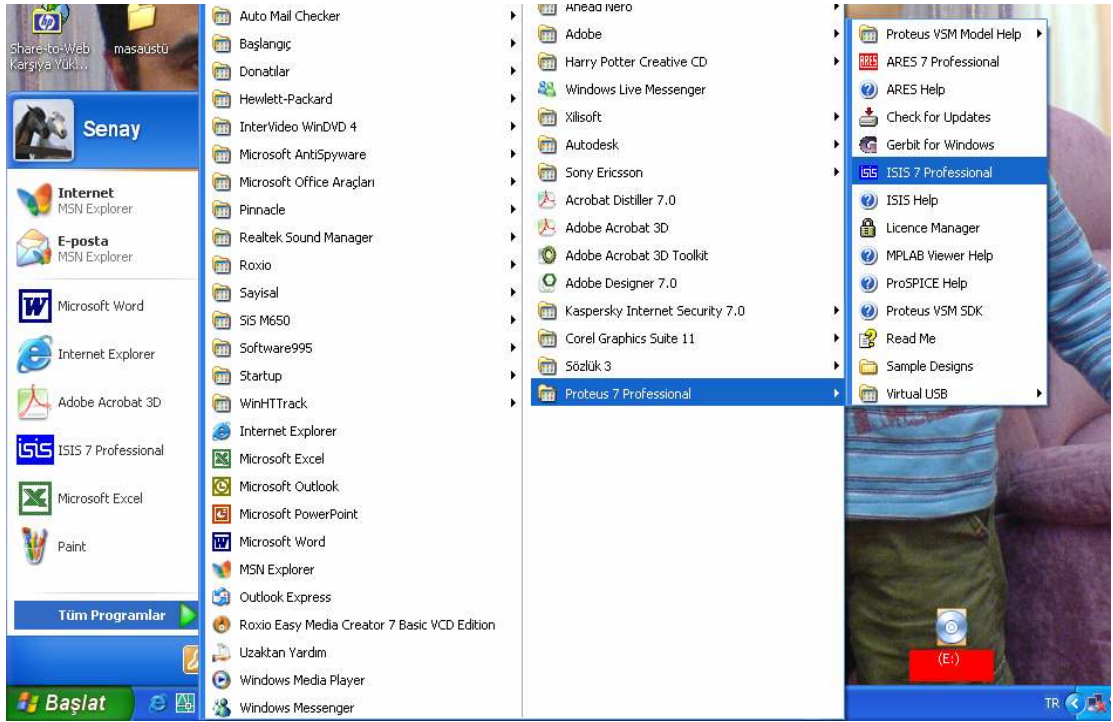 Share-to-Web
Karşıya Yük...
masaüstü
Senay
Internet
MSN Explorer
E-posta
MSN Explorer
Microsoft Word
Internet Explorer
Adobe Acrobat 3D
ISIS 7 Professional
Microsoft Excel
Paint
Tüm Programlar
Başlat
Auto Mail Checker
Başlangıç
Donatılar
Hewlett-Packard
InterVideo WinDVD 4
Microsoft AntiSpyware
Microsoft Office Araçları
Pinnacle
Realtek Sound Manager
Roxio
Sayisal
SiS M650
Software995
Startup
WinHTTrack
Internet Explorer
Microsoft Excel
Microsoft Outlook
Microsoft PowerPoint
Microsoft Word
MSN Explorer
Outlook Express
Roxio Easy Media Creator 7 Basic VCD Edition
Uzaktan Yardım
Windows Media Player
Windows Messenger
Ahead Nero
Adobe
Harry Potter Creative CD
Windows Live Messenger
Xilisoft
Autodesk
Sony Ericsson
Acrobat Distiller 7.0
Adobe Acrobat 3D
Adobe Acrobat 3D Toolkit
Adobe Designer 7.0
Kaspersky Internet Security 7.0
Corel Graphics Suite 11
Sözlük 3
Proteus 7 Professional
Proteus VSM Model Help
ARES 7 Professional
ARES Help
Check for Updates
Gerbit for Windows
ISIS 7 Professional
ISIS Help
Licence Manager
MPLAB Viewer Help
ProSPICE Help
Proteus VSM SDK
Read Me
Sample Designs
Virtual USB
(E:)
TR